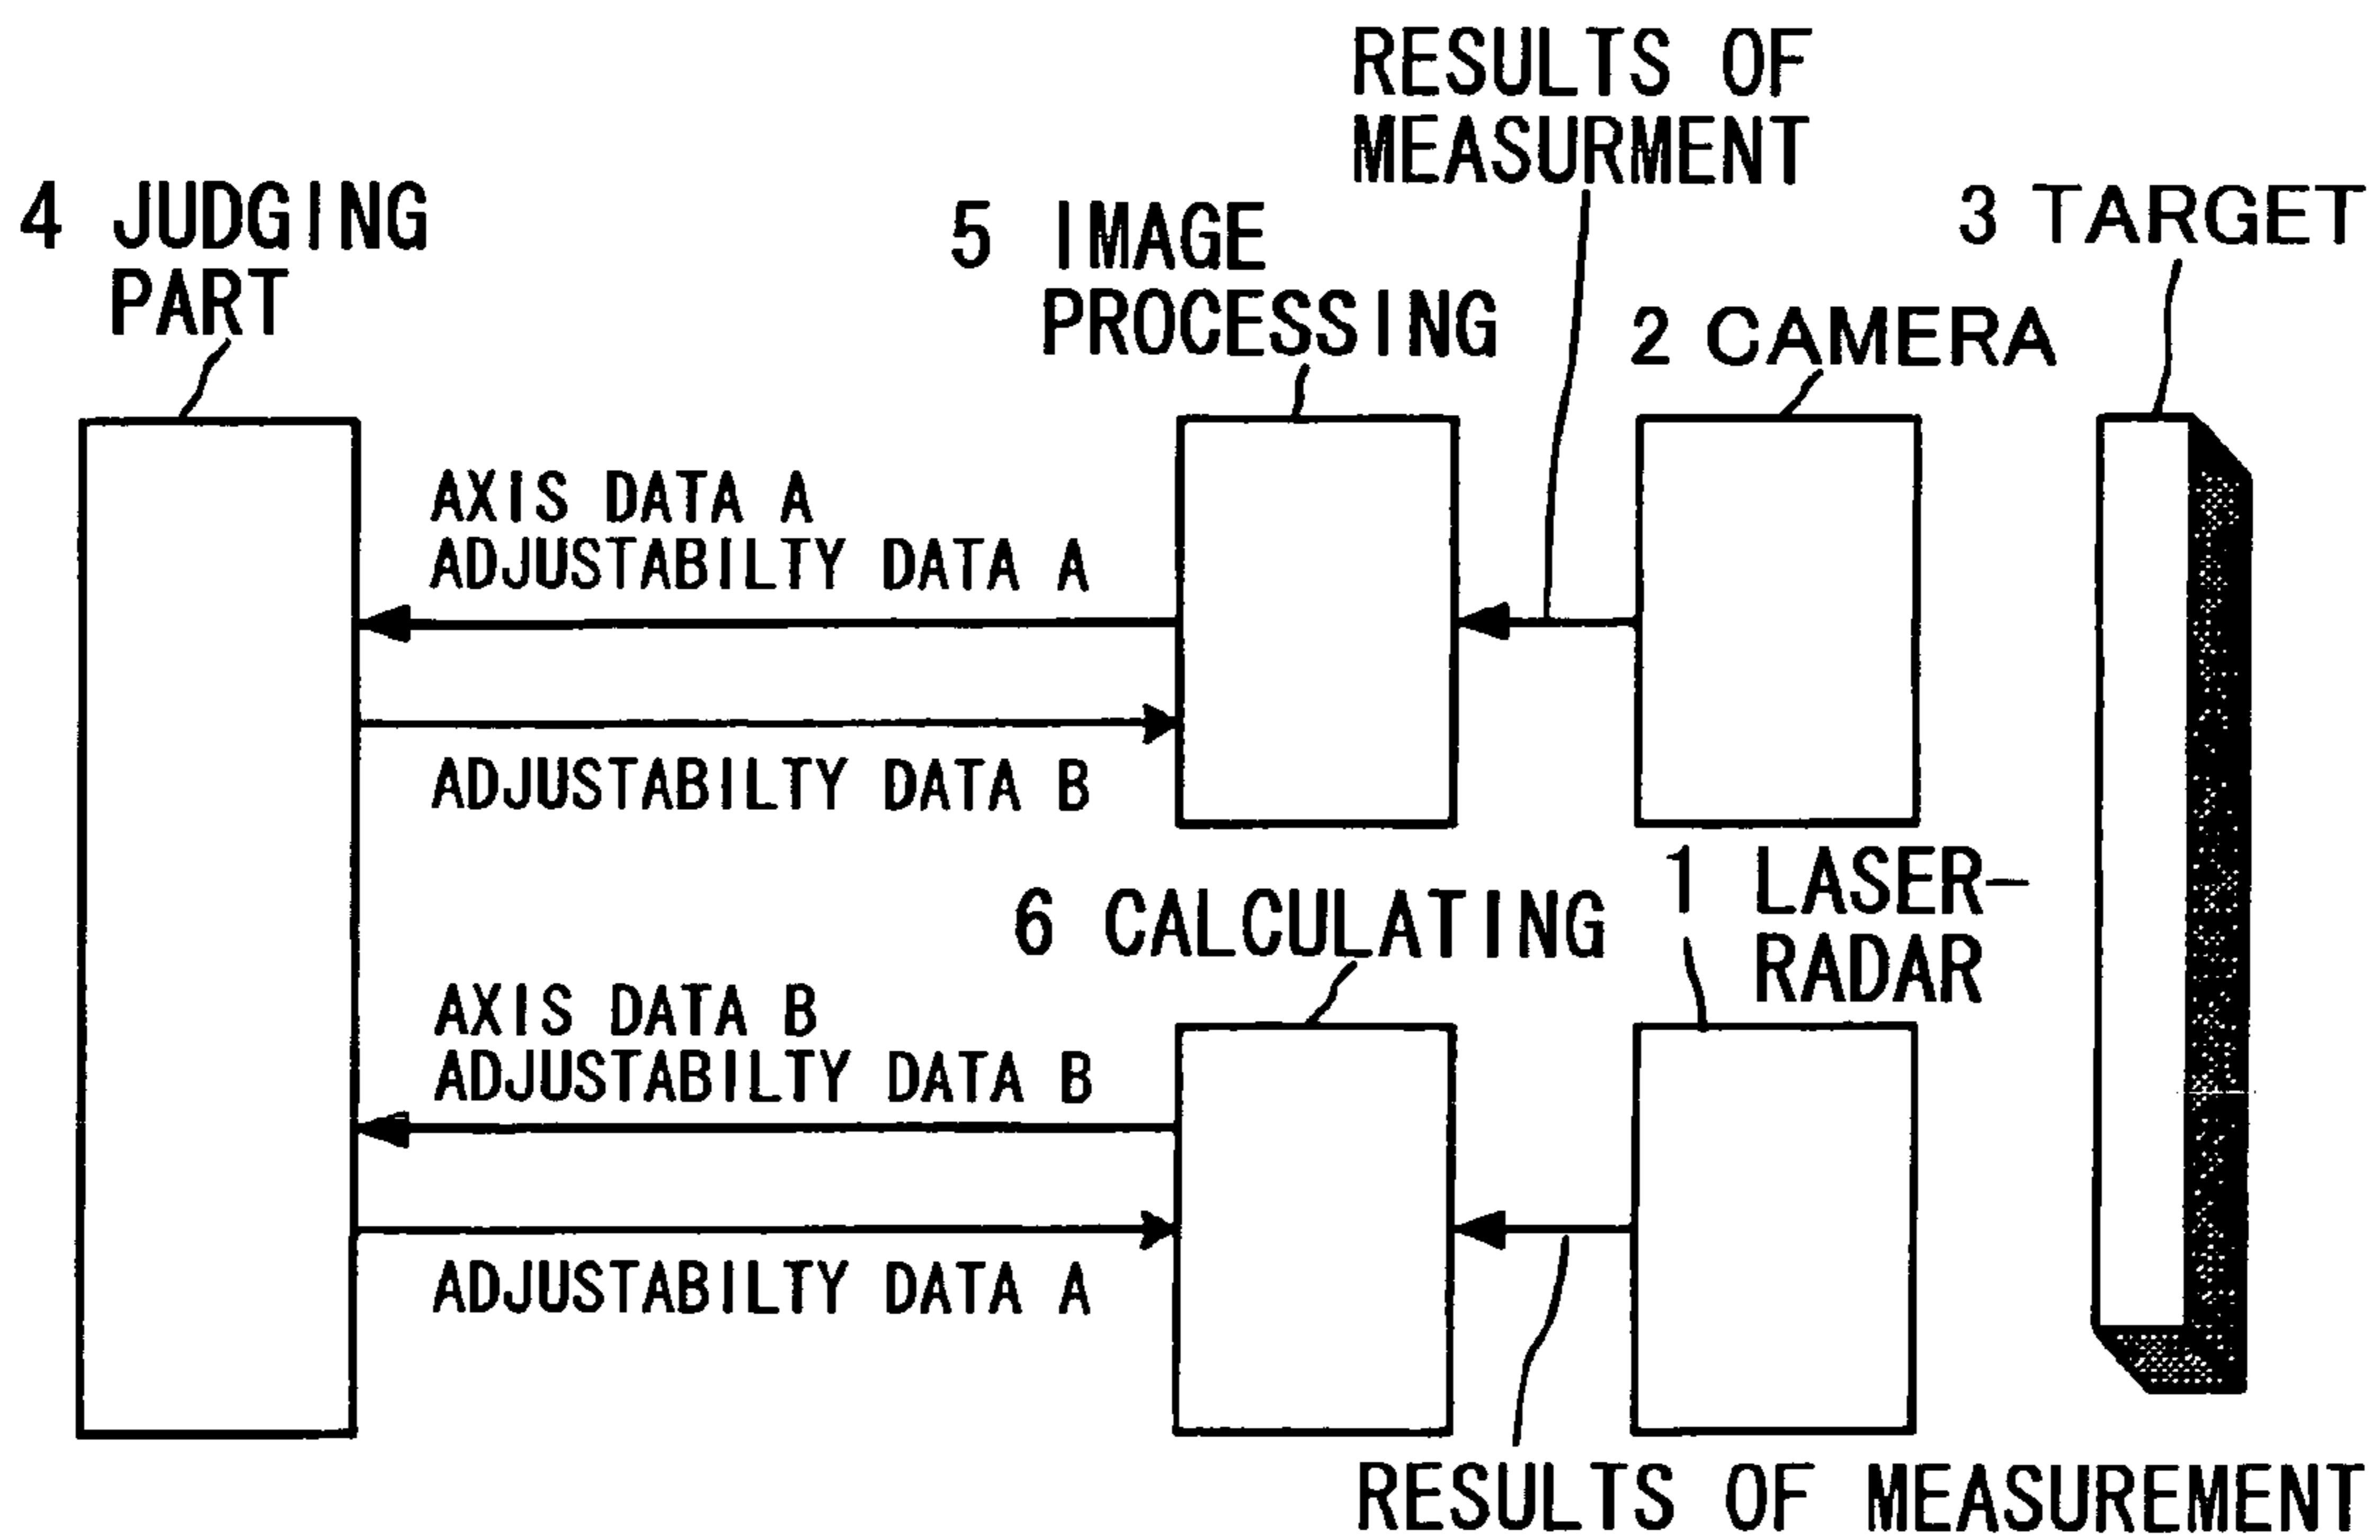 RESULTS OF
MEASURMENT
4 JUDGING
PART
5 IMAGE
PROCESSING
3 TARGET
2 CAMERA
AXIS DATA A
ADJUSTABILTY DATA A
ADJUSTABILTY DATA B
1 LASER-
RADAR
6 CALCULATING
AXIS DATA B
ADJUSTABILTY DATA B
ADJUSTABILTY DATA A
RESULTS OF MEASUREMENT